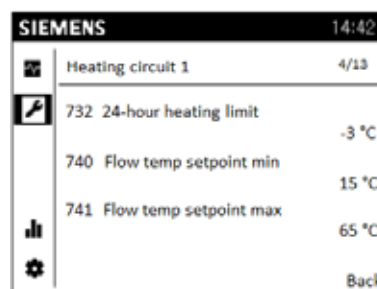 SIEMENS 14:42
Heating circuit 1 4/13
732 24-hour heating limit
-3 °C
740 Flow temp setpoint min
15 °C
741 Flow temp setpoint max
65 °C
Back